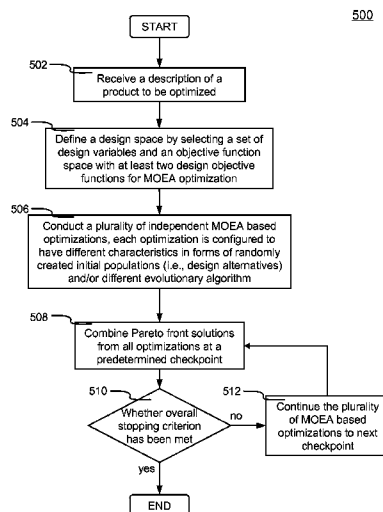 500
START
502
Receive a description of a
product to be optimized
504
Define a design space by selecting a set of
design variables and an objective function
space with at least two design objective
functions for MOEA optimization
506
Conduct a plurality of independent MOEA based
optimizations, each optimization is configured to
have different characteristics in forms of
randomly created initial populations (i.e., design
alternatives) and/or different evolutionary algorithm
508
Combine Pareto front solutions
from all optimizations at a
predetermined checkpoint
510
Whether overall
stopping criterion
has been met
no
512
Continue the plurality
of MOEA based
optimizations to next
checkpoint
yes
END